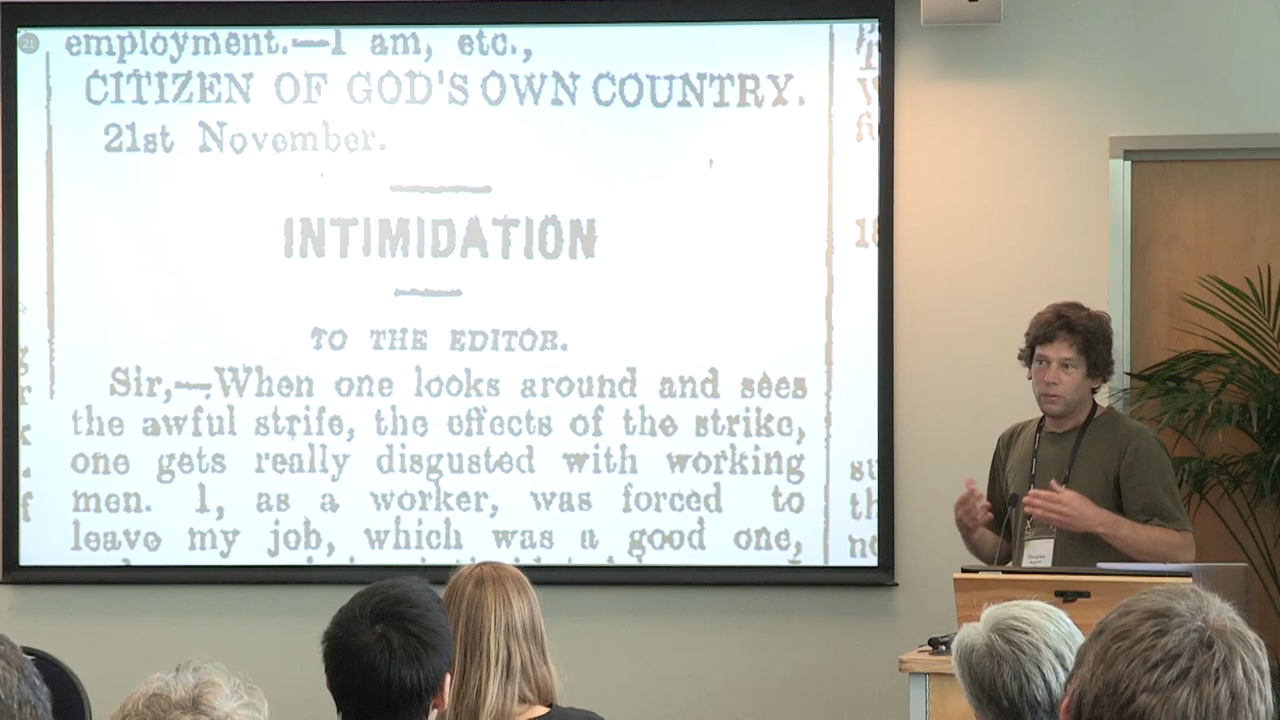 21
employment.—I am, etc.,
CITIZEN OF GOD'S OWN COUNTRY.
21st November.
INTIMIDATION
TO THE EDITOR.
Sir,—When one looks around and sees
the awful strife, the effects of the strike,
one gets really disgusted with working
men. I, as a worker, was forced to
leave my job, which was a good one,
Douglas